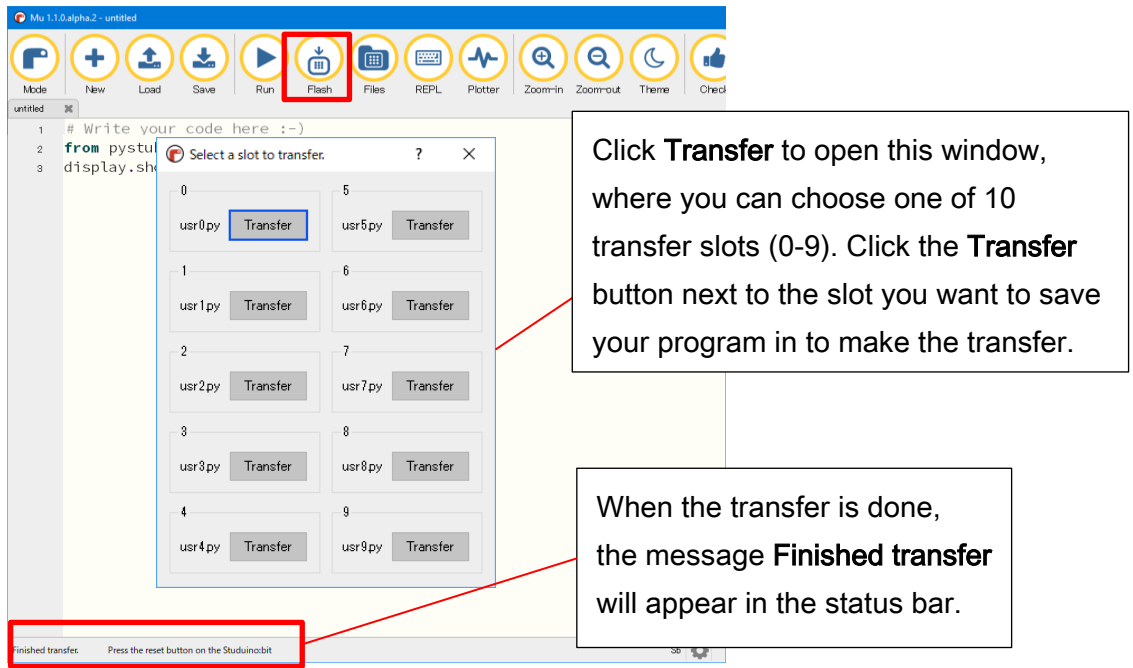 Mu 1.1.0.alpha.2 - untitled
Mode New Load Save Run Flash Files REPL Plotter Zoom-in Zoom-out Theme Check
untitled
1 # Write your code here :-)
2 from pystu
3 display.sho
Select a slot to transfer. ?
0
usr0.py Transfer
5
usr5.py Transfer
1
usr1.py Transfer
6
usr6.py Transfer
2
usr2.py Transfer
7
usr7.py Transfer
3
usr3.py Transfer
8
usr8.py Transfer
4
usr4.py Transfer
9
usr9.py Transfer
Click Transfer to open this window,
where you can choose one of 10
transfer slots (0-9). Click the Transfer
button next to the slot you want to save
your program in to make the transfer.
When the transfer is done,
the message Finished transfer
will appear in the status bar.
Finished transfer. Press the reset button on the Studuino:bit